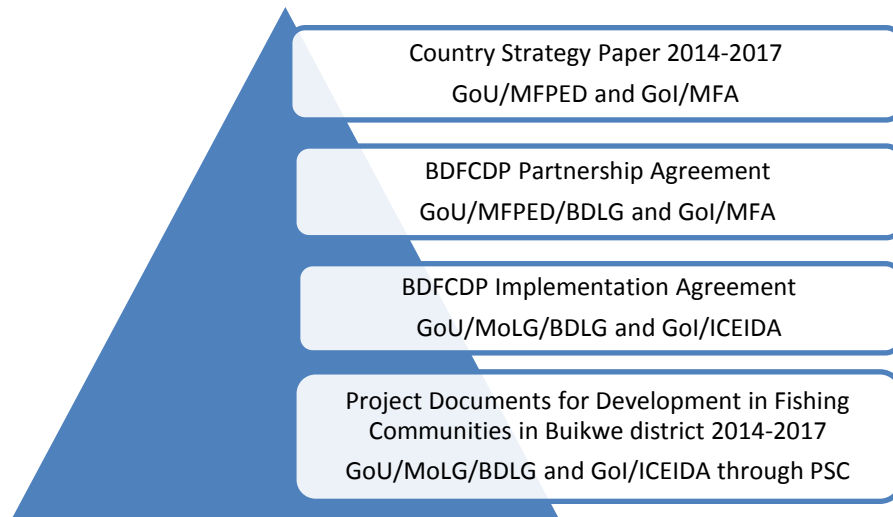 Country Strategy Paper 2014-2017
GoU/MFPED and GoI/MFA
BDFCDP Partnership Agreement
GoU/MFPED/BDLG and GoI/MFA
BDFCDP Implementation Agreement
GoU/MoLG/BDLG and GoI/ICEIDA
Project Documents for Development in Fishing
Communities in Buikwe district 2014-2017
GoU/MoLG/BDLG and GoI/ICEIDA through PSC